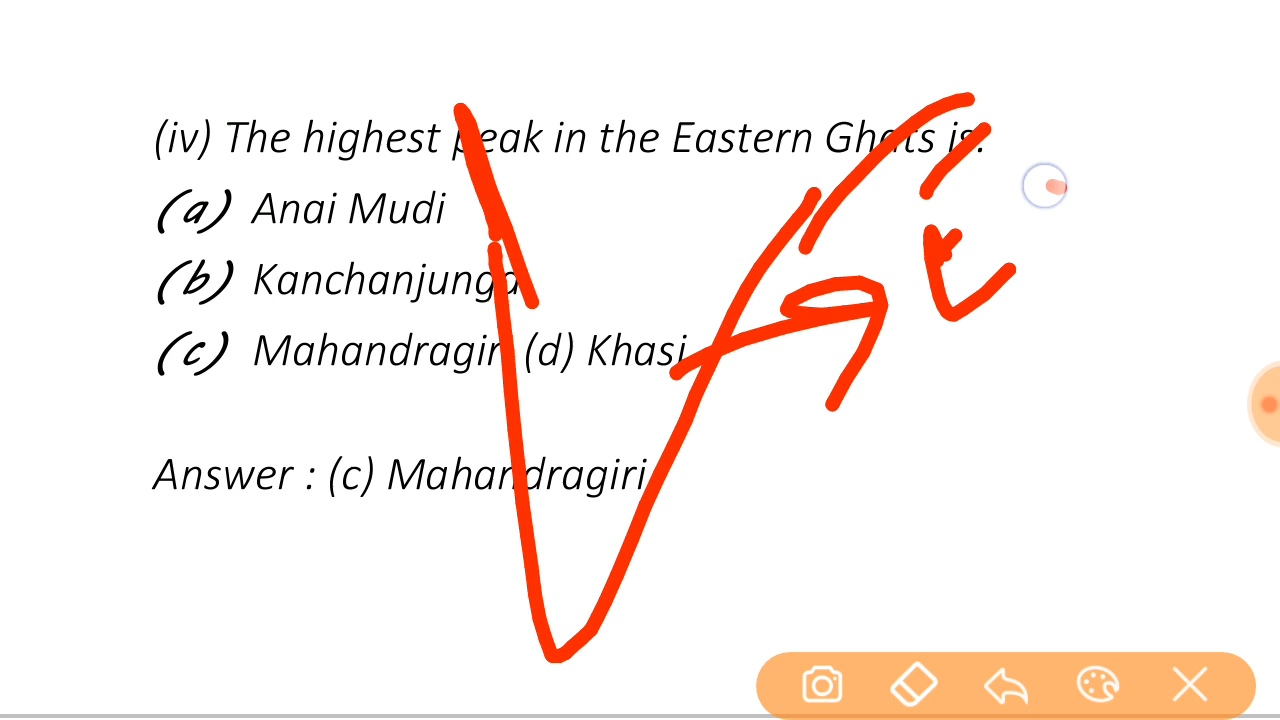 (iv) The highest peak in the Eastern Ghats is:
(a) Anai Mudi
(b) Kanchanjunga
(c) Mahandragiri (d) Khasi
Answer : (c) Mahandragiri